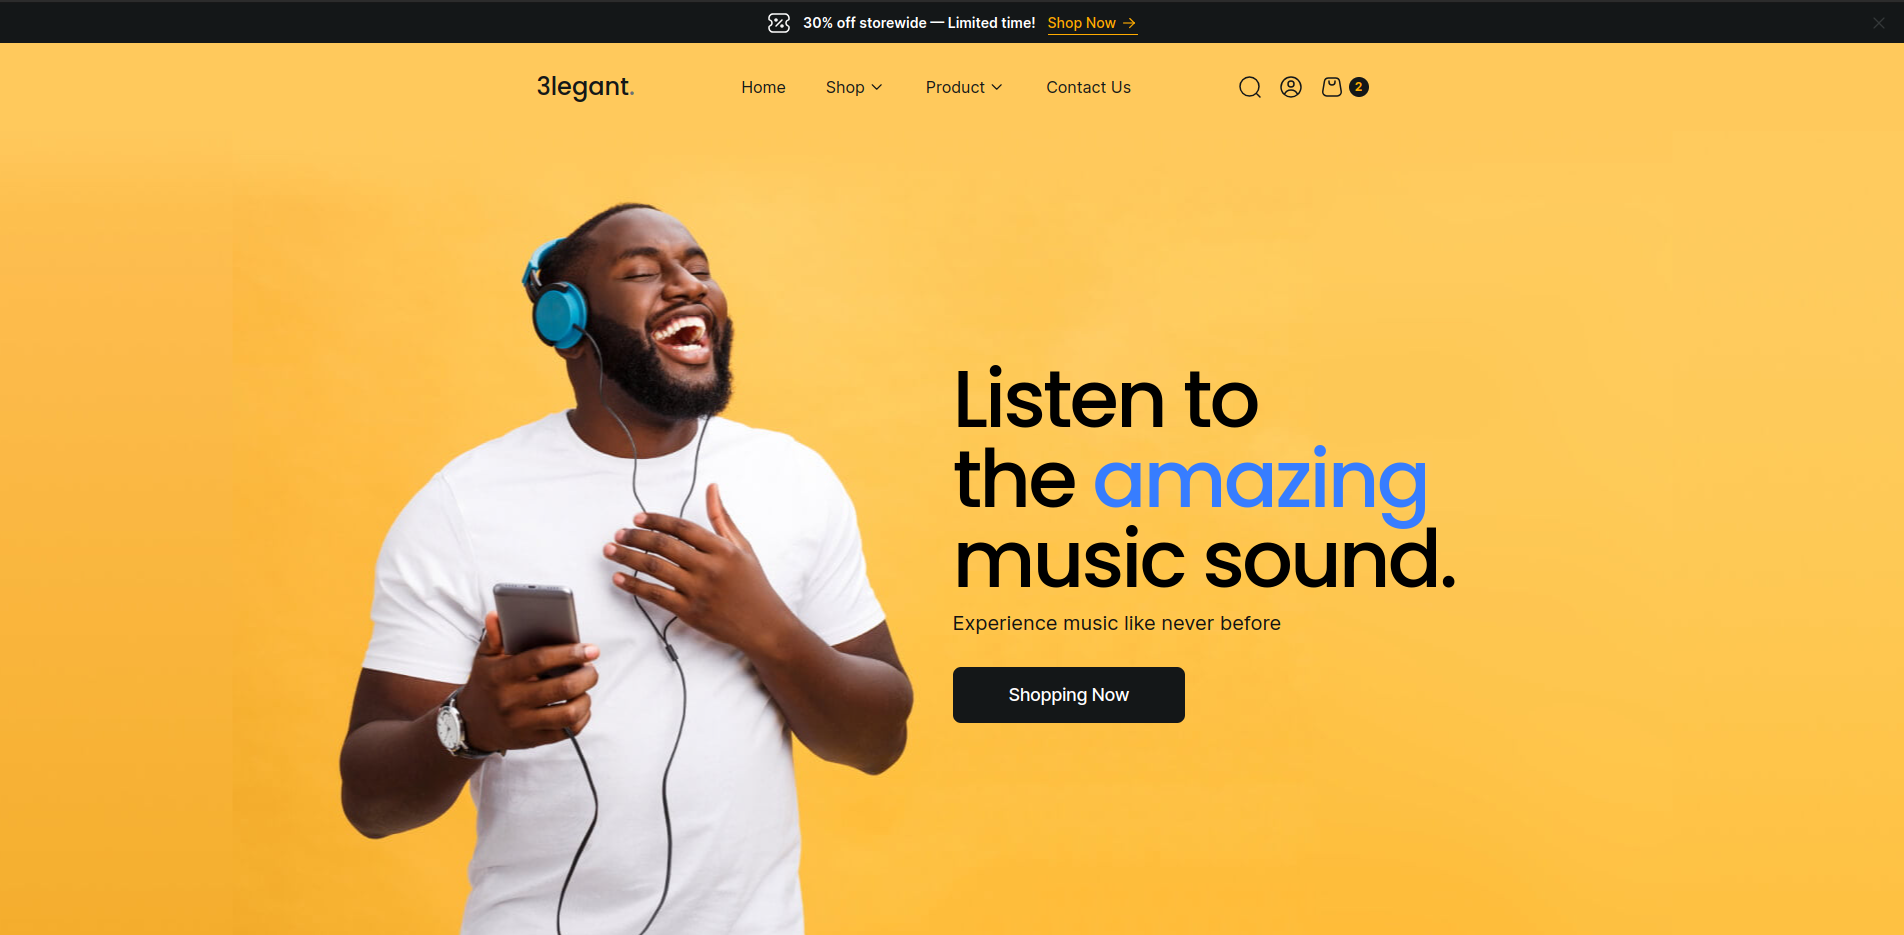 30% off storewide — Limited time! Shop Now
3legant.
Home Shop Product Contact Us
2
Listen to
the amazing
music sound.
Experience music like never before
Shopping Now